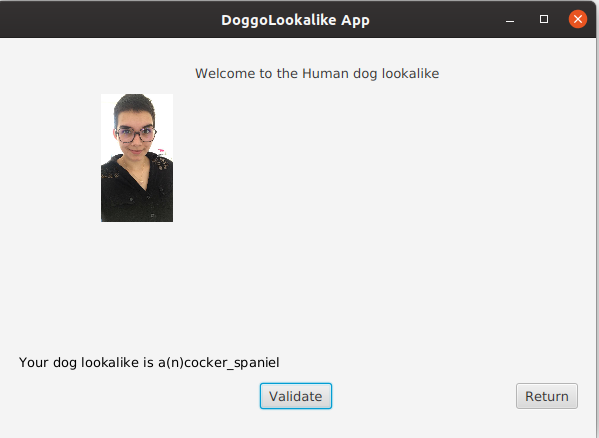 DoggoLookalike App
Welcome to the Human dog lookalike
Your dog lookalike is a(n)cocker_spaniel
Validate
Return